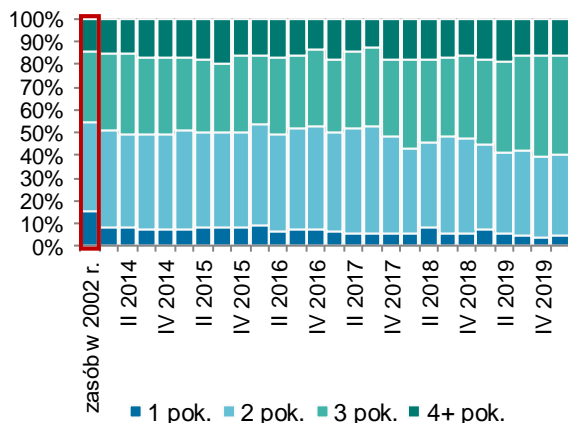 100%
90%
80%
70%
60%
50%
40%
30%
20%
10%
0%
zasób w 2002 r.
II 2014
IV 2014
II 2015
IV 2015
II 2016
IV 2016
II 2017
IV 2017
II 2018
IV 2018
II 2019
IV 2019
1 pok. 2 pok. 3 pok. 4+ pok.